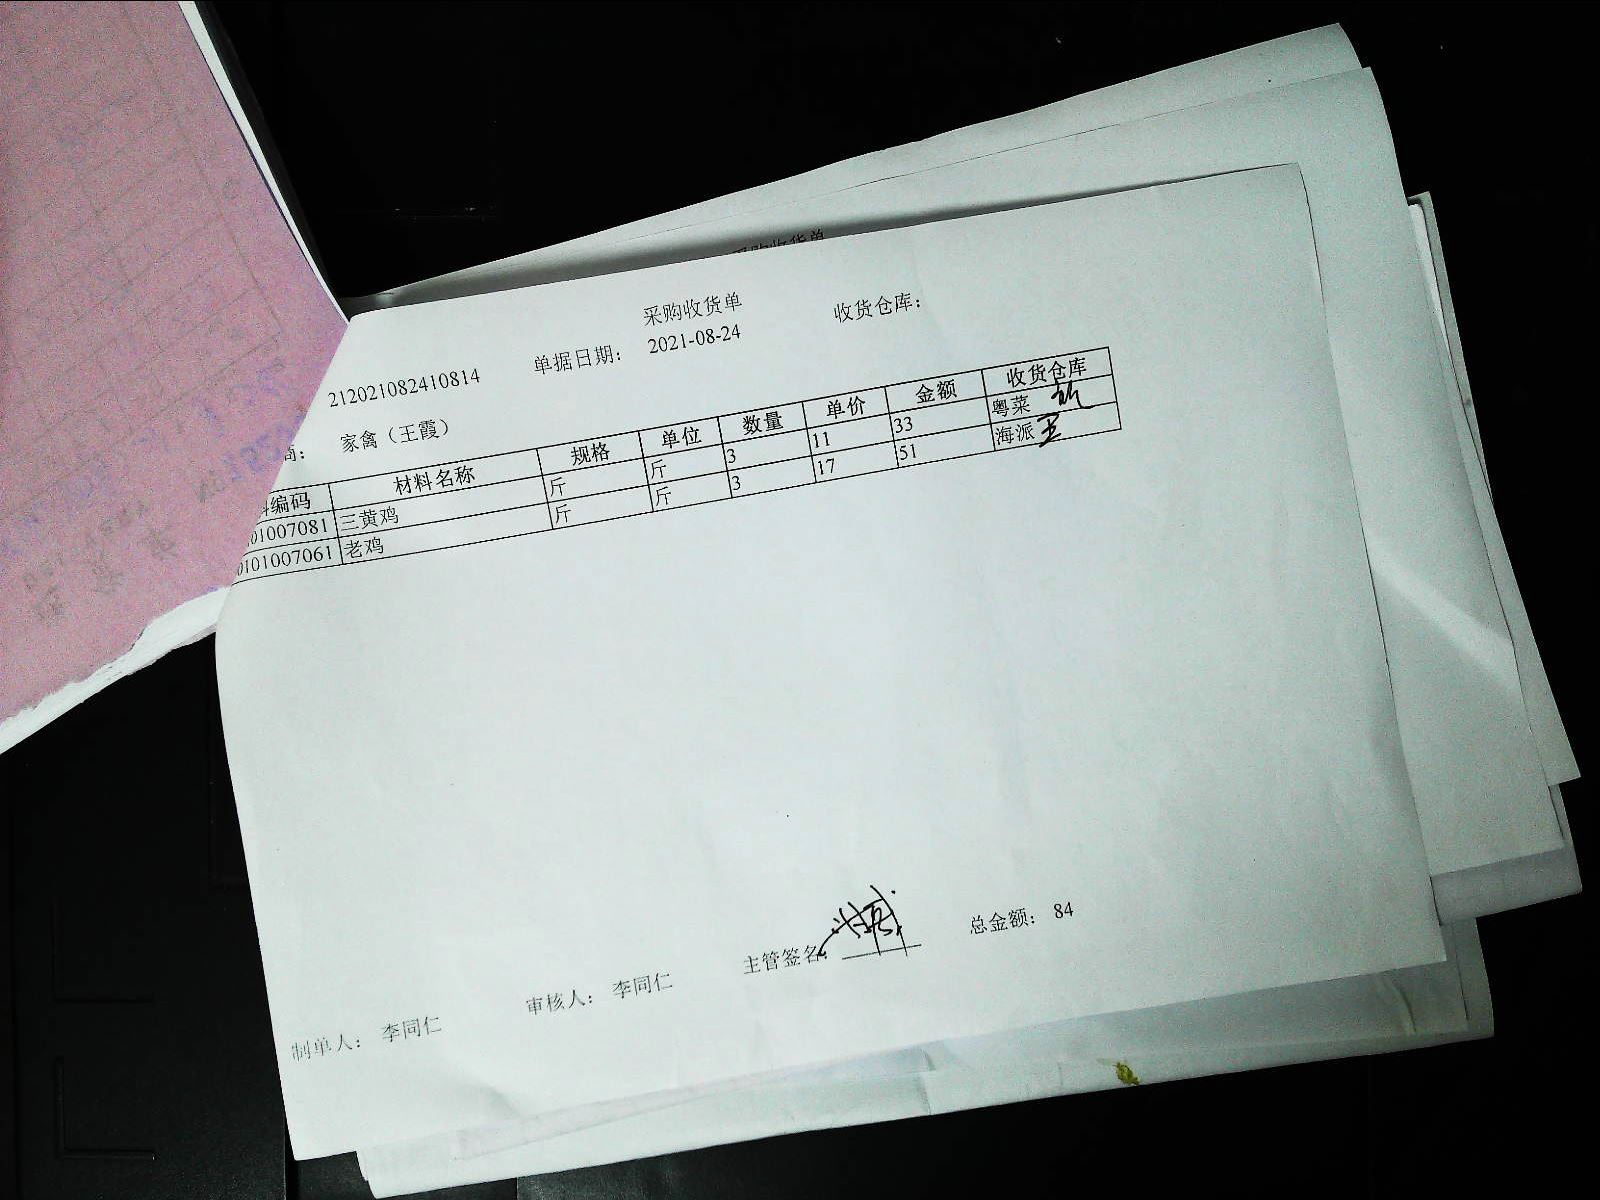 采购收货单
212021082410814 单据日期: 2021-08-24 收货仓库:
商: 家禽（王霞）
编码 材料名称 规格 单位 数量 单价 金额 收货仓库
01007081 三黄鸡 斤 斤 3 11 33 粤菜
0101007061 老鸡 斤 斤 3 17 51 海派 王
制单人: 李同仁 审核人: 李同仁 主管签名: 总金额: 84